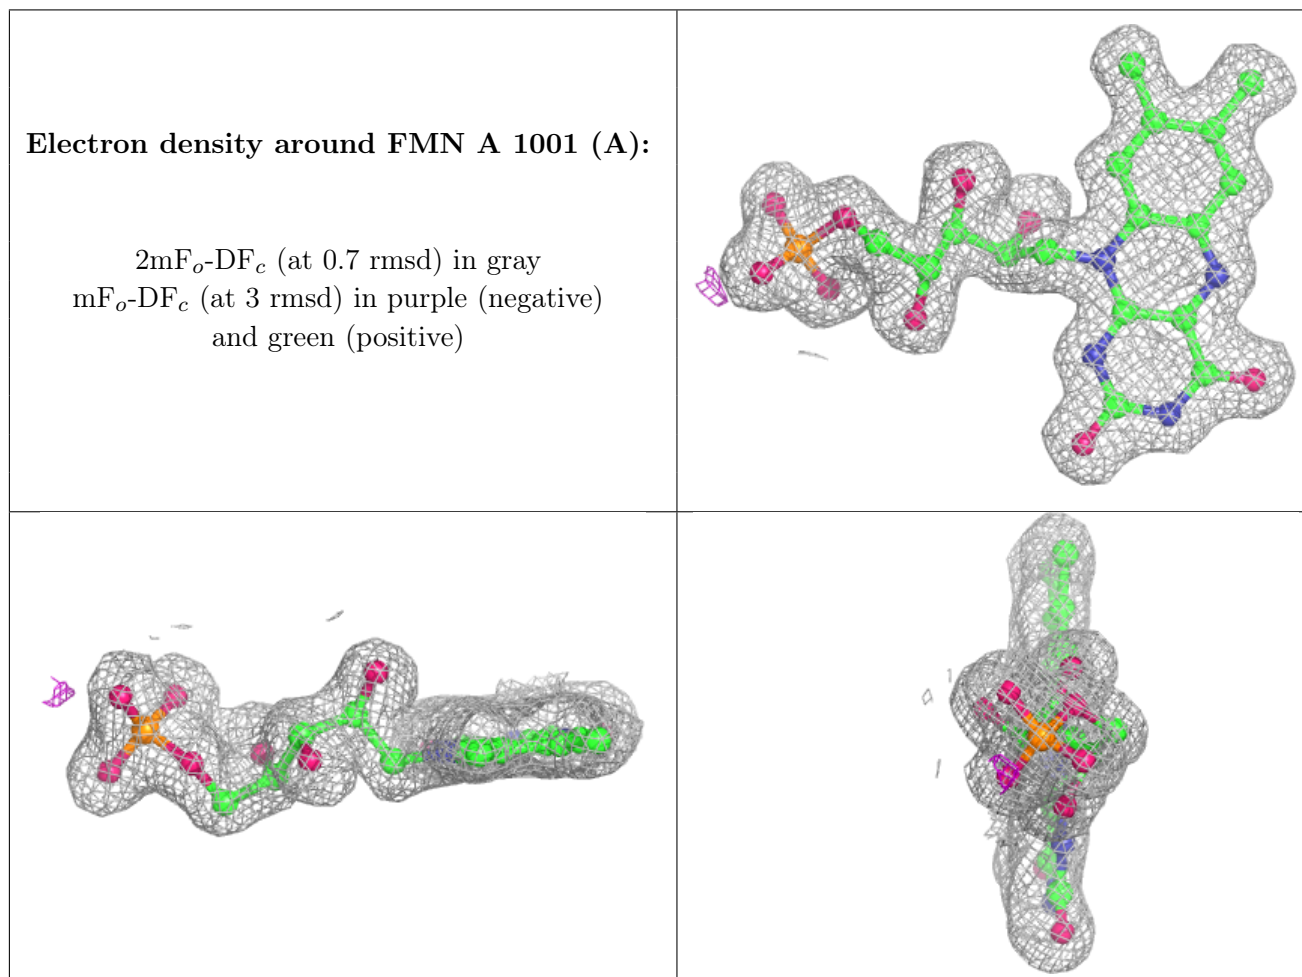 Electron density around FMN A 1001 (A):
2mFo-DFc (at 0.7 rmsd) in gray
mFo-DFc (at 3 rmsd) in purple (negative)
and green (positive)